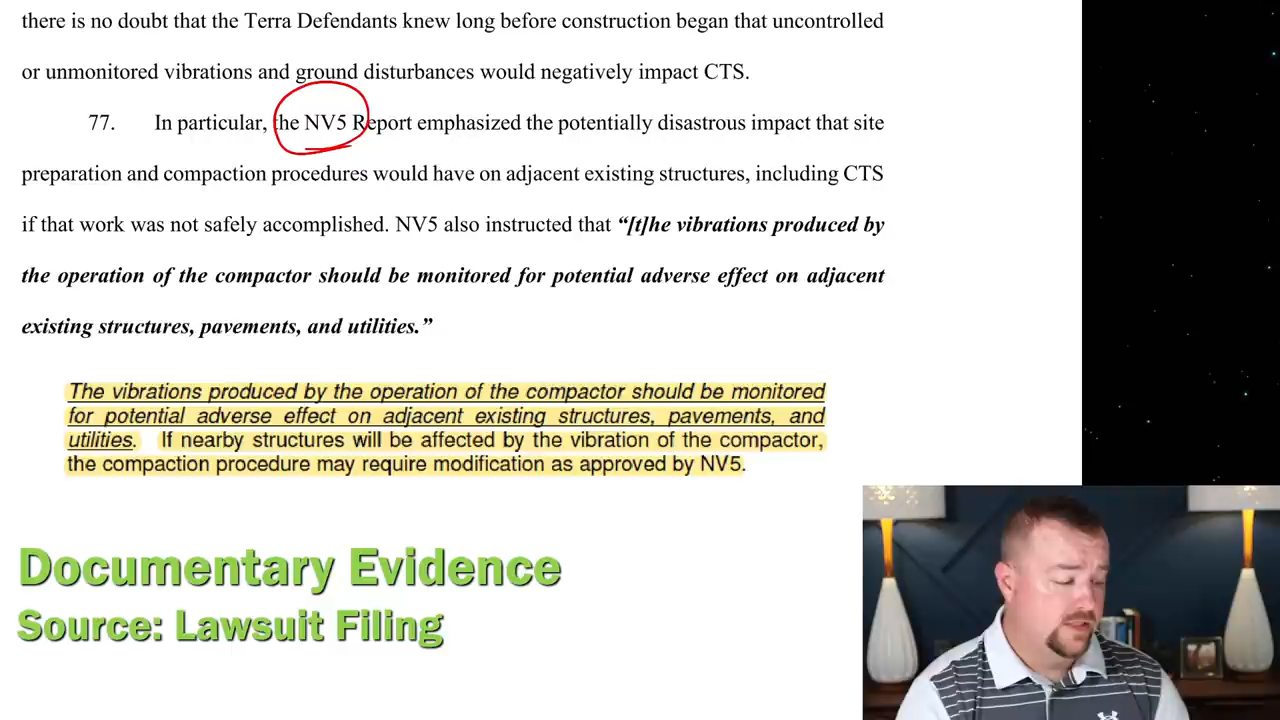 there is no doubt that the Terra Defendants knew long before construction began that uncontrolled
or unmonitored vibrations and ground disturbances would negatively impact CTS.
77. In particular, the NV5 Report emphasized the potentially disastrous impact that site
preparation and compaction procedures would have on adjacent existing structures, including CTS
if that work was not safely accomplished. NV5 also instructed that “[t]he vibrations produced by
the operation of the compactor should be monitored for potential adverse effect on adjacent
existing structures, pavements, and utilities.”
The vibrations produced by the operation of the compactor should be monitored
for potential adverse effect on adjacent existing structures, pavements, and
utilities. If nearby structures will be affected by the vibration of the compactor,
the compaction procedure may require modification as approved by NV5.
Documentary Evidence
Source: Lawsuit Filing